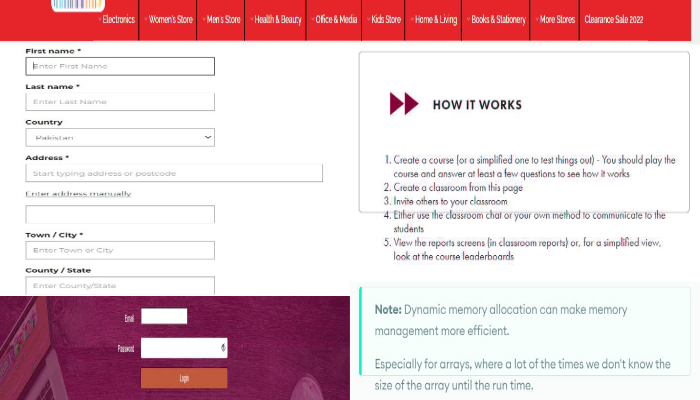 Electronics Women's Store Men's Store Health & Beauty Office & Media Kids Store Home & Living Books & Stationery More Stores Clearance Sale 2022
First name *
Enter First Name
Last name *
Enter Last Name
Country
Pakistan
Address *
Start typing address or postcode
Enter address manually
Town / City *
Enter Town or City
County / State
Enter County/State
Email
Password
Login
HOW IT WORKS
1. Create a course (or a simplified one to test things out) - You should play the
course and answer at least a few questions to see how it works
2. Create a classroom from this page
3. Invite others to your classroom
4. Either use the classroom chat or your own method to communicate to the
students
5. View the reports screens (in classroom reports) or, for a simplified view,
look at the course leaderboards
Note: Dynamic memory allocation can make memory
management more efficient.
Especially for arrays, where a lot of the times we don't know the
size of the array until the run time.